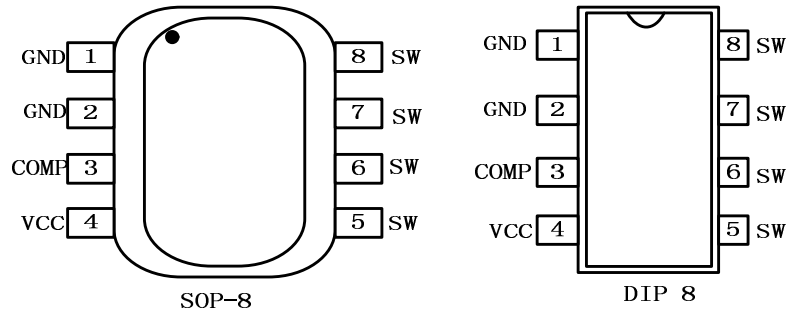 GND 1 8 SW
GND 2 7 SW
COMP 3 6 SW
VCC 4 5 SW
SOP-8
GND 1 8 SW
GND 2 7 SW
COMP 3 6 SW
VCC 4 5 SW
DIP 8